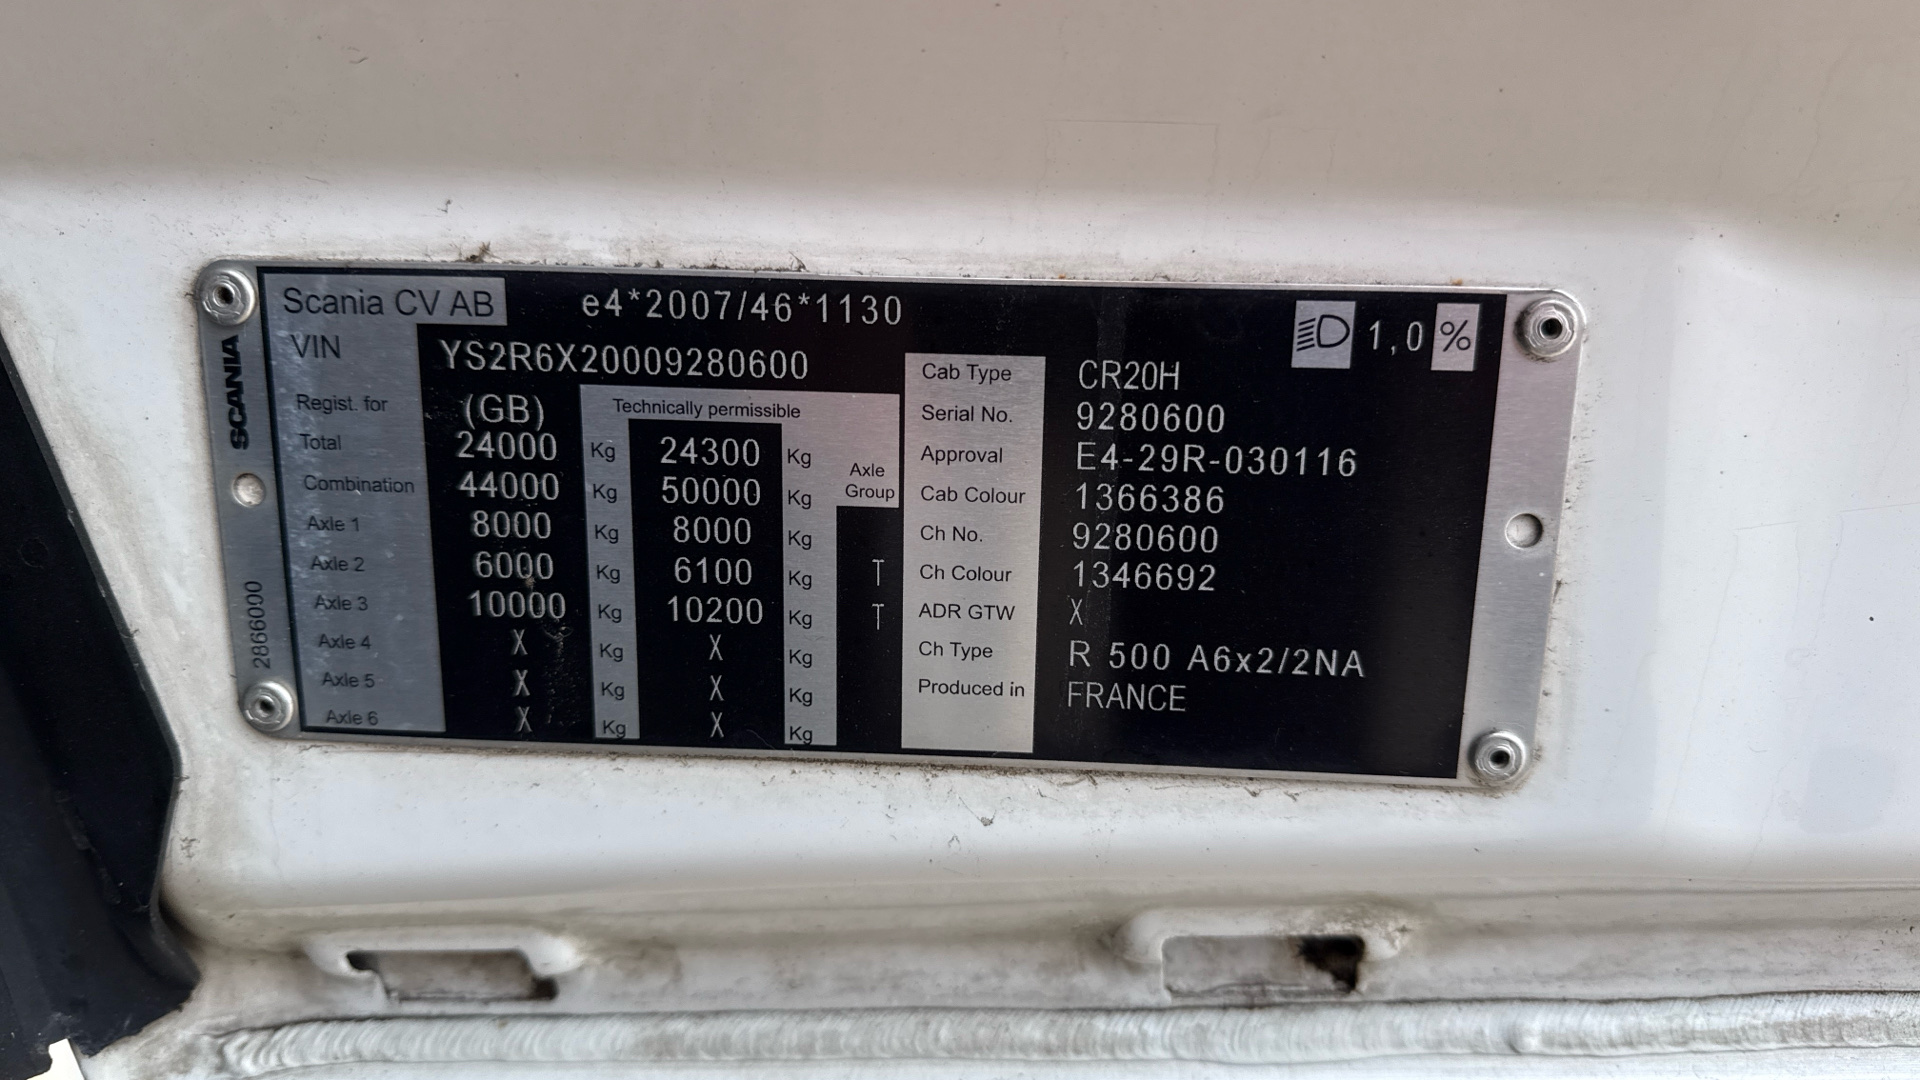 Scania CV AB e4*2007/46*1130 1,0 %
VIN YS2R6X20009280600
Regist. for (GB) Technically permissible
Total 24000 Kg 24300 Kg Axle Group
Combination 44000 Kg 50000 Kg
Axle 1 8000 Kg 8000 Kg
Axle 2 6000 Kg 6100 Kg T
Axle 3 10000 Kg 10200 Kg T
Axle 4 X Kg X Kg
Axle 5 X Kg X Kg
Axle 6 X Kg X Kg
Cab Type CR20H
Serial No. 9280600
Approval E4-29R-030116
Cab Colour 1366386
Ch No. 9280600
Ch Colour 1346692
ADR GTW X
Ch Type R 500 A6x2/2NA
Produced in FRANCE
SCANIA
2866000